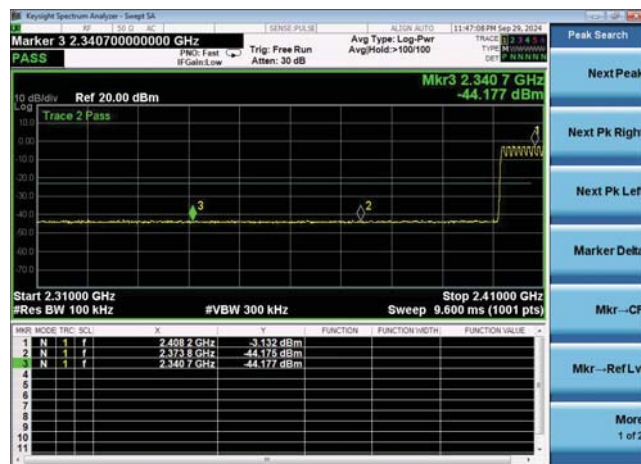 Keysight Spectrum Analyzer - Swept SA
RF 50 Ω AC SENSE:PULSE ALIGN AUTO 11:47:08 PM Sep 29, 2024
Marker 3 2.340700000000 GHz
PASS
PNO: Fast
IFGain:Low
Trig: Free Run
Atten: 30 dB
Avg Type: Log-Pwr
Avg|Hold:>100/100
TRACE 1 2 3 4 5 6
TYPE M
DET P N N N N N
Mkr3 2.340 7 GHz
-44.177 dBm
10 dB/div Ref 20.00 dBm
Log
Trace 2 Pass
10.0
0.00
-10.0
-20.0
-30.0
-40.0
-50.0
-60.0
-70.0
1
2
3
Start 2.31000 GHz Stop 2.41000 GHz
#Res BW 100 kHz #VBW 300 kHz Sweep 9.600 ms (1001 pts)
MKR MODE TRC SCL X Y FUNCTION FUNCTION WIDTH FUNCTION VALUE
1 N 1 f 2.408 2 GHz -3.132 dBm
2 N 1 f 2.373 8 GHz -44.175 dBm
3 N 1 f 2.340 7 GHz -44.177 dBm
4
5
6
7
8
9
10
11
Peak Search
Next Peak
Next Pk Righ
Next Pk Left
Marker Delta
Mkr→CF
Mkr→Ref Lv
More
1 of 2